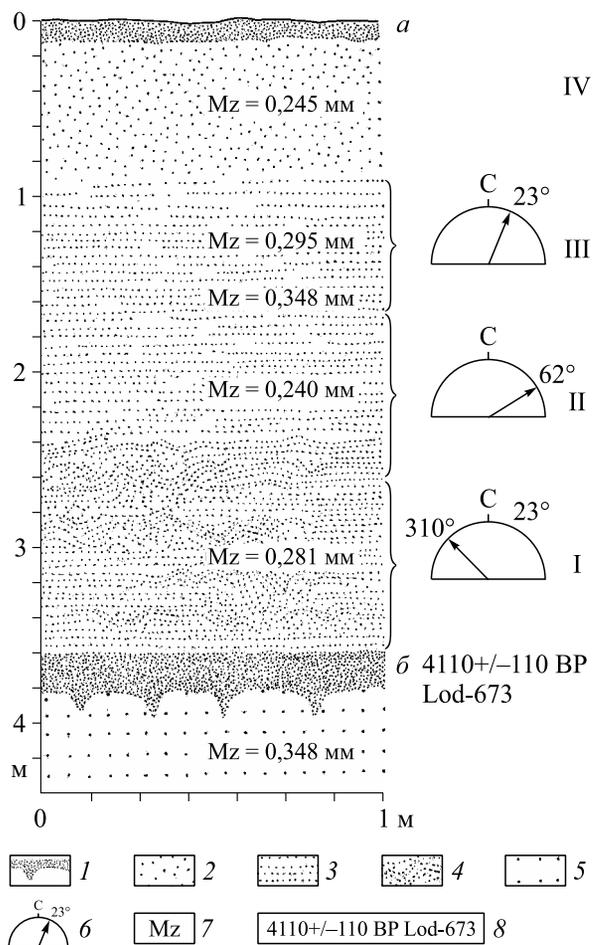 0
а
IV
Mz = 0,245 мм
1
С
23°
III
Mz = 0,295 мм
Mz = 0,348 мм
2
С
62°
II
Mz = 0,240 мм
3
С
23°
310°
I
Mz = 0,281 мм
б 4110+/–110 BP
Lod-673
4
м
Mz = 0,348 мм
0
1 м
1
2
3
4
5
С
23°
6
Mz 7
4110+/–110 BP Lod-673 8